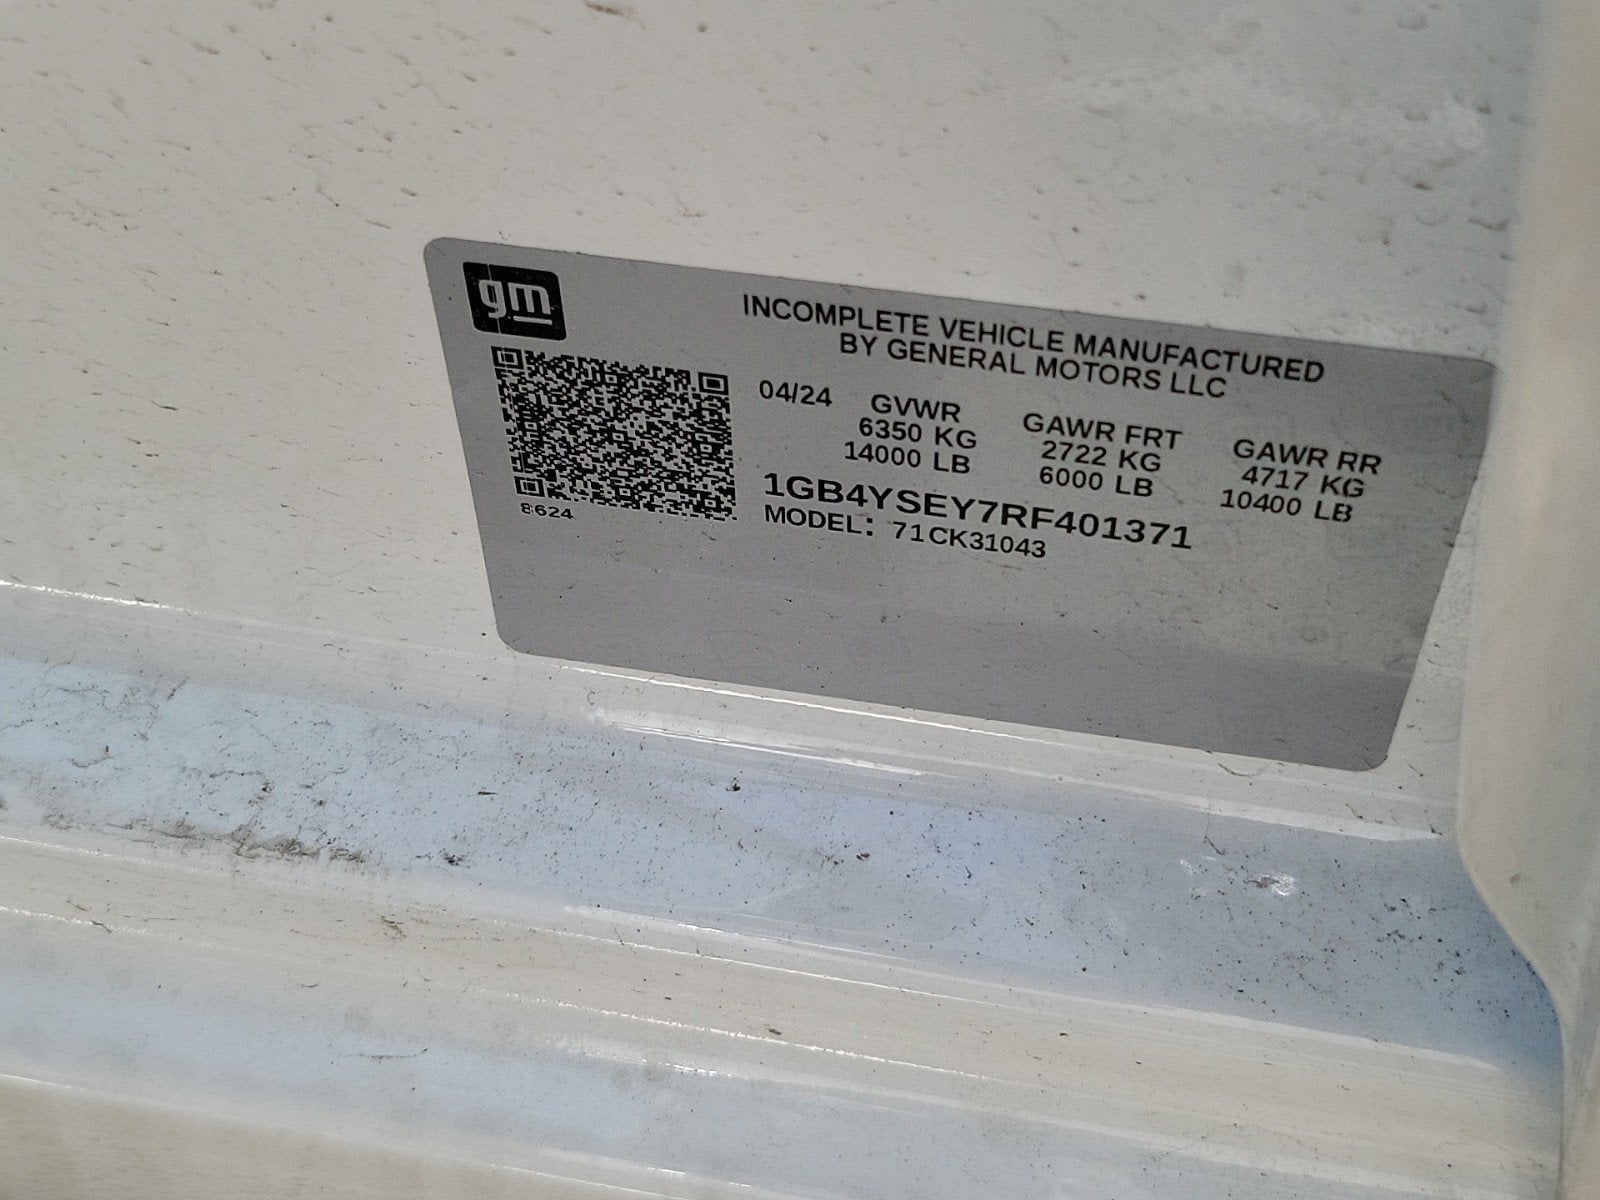 gm
INCOMPLETE VEHICLE MANUFACTURED
BY GENERAL MOTORS LLC
04/24 GVWR GAWR FRT GAWR RR
6350 KG 2722 KG 4717 KG
14000 LB 6000 LB 10400 LB
1GB4YSEY7RF401371
MODEL: 71CK31043
8624